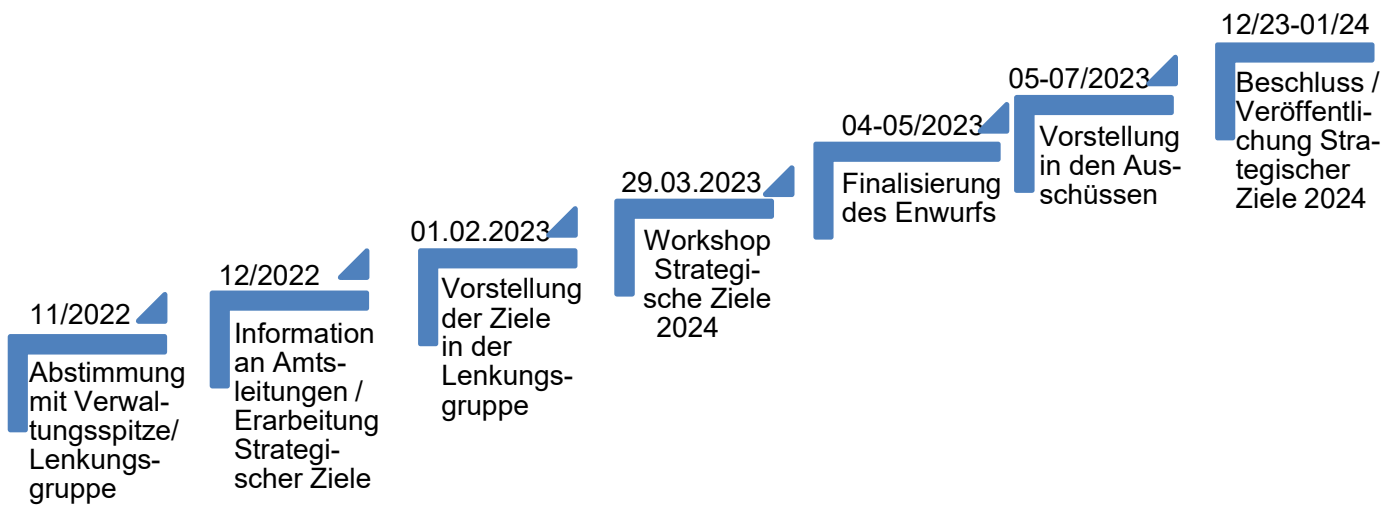 11/2022
Abstimmung
mit Verwal-
tungsspitze/
Lenkungs-
gruppe
12/2022
Information
an Amts-
leitungen /
Erarbeitung
Strategi-
scher Ziele
01.02.2023
Vorstellung
der Ziele
in der
Lenkungs-
gruppe
29.03.2023
Workshop
Strategi-
sche Ziele
2024
04-05/2023
Finalisierung
des Enwurfs
05-07/2023
Vorstellung
in den Aus-
schüssen
12/23-01/24
Beschluss /
Veröffentli-
chung Stra-
tegischer
Ziele 2024